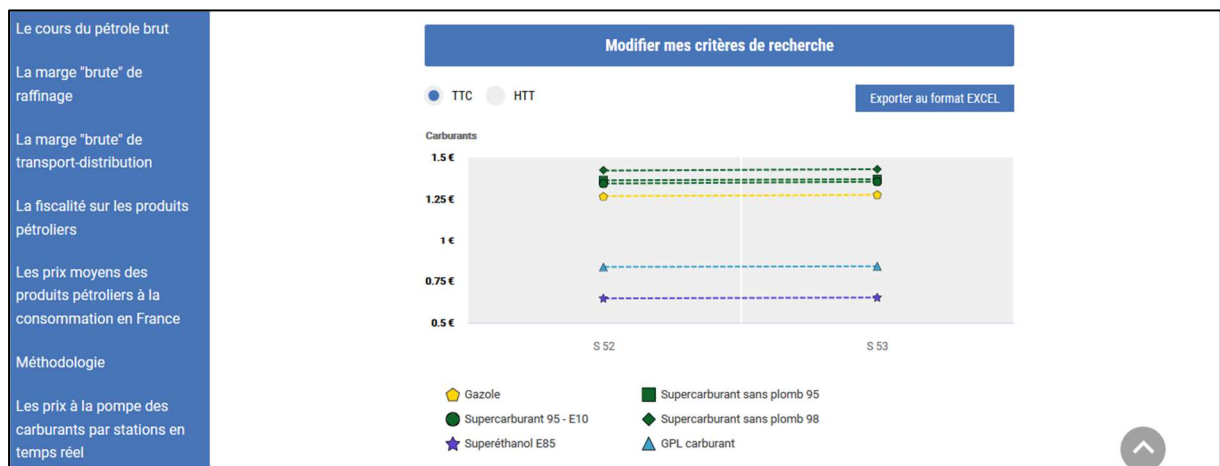 Le cours du pétrole brut
La marge "brute" de
raffinage
La marge "brute" de
transport-distribution
La fiscalité sur les produits
pétroliers
Les prix moyens des
produits pétroliers à la
consommation en France
Méthodologie
Les prix à la pompe des
carburants par stations en
temps réel
Modifier mes critères de recherche
TTC HTT
Exporter au format EXCEL
Carburants
1.5 €
1.25 €
1 €
0.75 €
0.5 €
S 52 S 53
Gazole Supercarburant sans plomb 95
Supercarburant 95 - E10 Supercarburant sans plomb 98
Superéthanol E85 GPL carburant